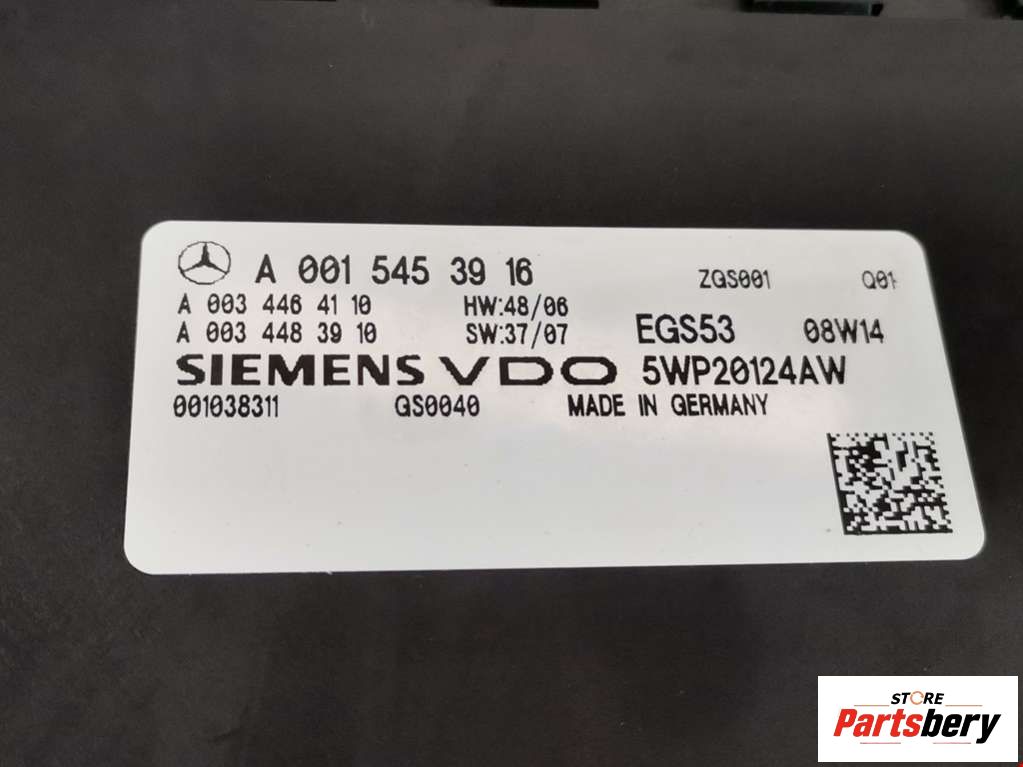 A 001 545 39 16 ZGS001 Q01
A 003 446 41 10 HW:48/06
A 003 448 39 10 SW:37/07 EGS53 08W14
SIEMENS VDO 5WP20124AW
001038311 GS0040 MADE IN GERMANY
STORE
Partsbery